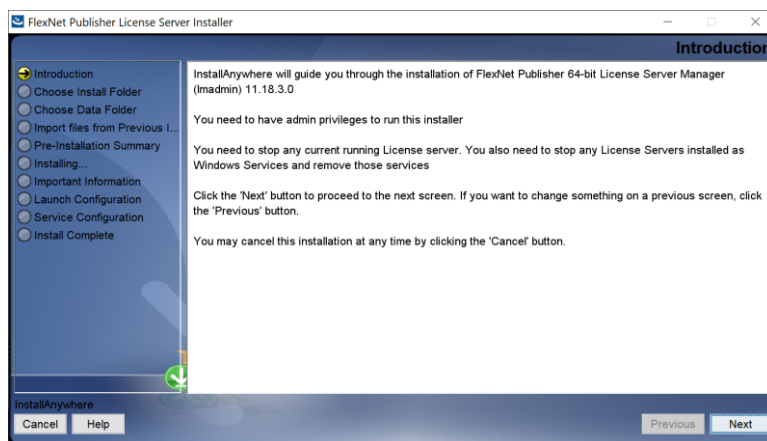 FlexNet Publisher License Server Installer
Introduction
Introduction
Choose Install Folder
Choose Data Folder
Import files from Previous I...
Pre-Installation Summary
Installing...
Important Information
Launch Configuration
Service Configuration
Install Complete
InstallAnywhere will guide you through the installation of FlexNet Publisher 64-bit License Server Manager
(lmadmin) 11.18.3.0
You need to have admin privileges to run this installer
You need to stop any current running License server. You also need to stop any License Servers installed as
Windows Services and remove those services
Click the 'Next' button to proceed to the next screen. If you want to change something on a previous screen, click
the 'Previous' button.
You may cancel this installation at any time by clicking the 'Cancel' button.
InstallAnywhere
Cancel
Help
Previous
Next